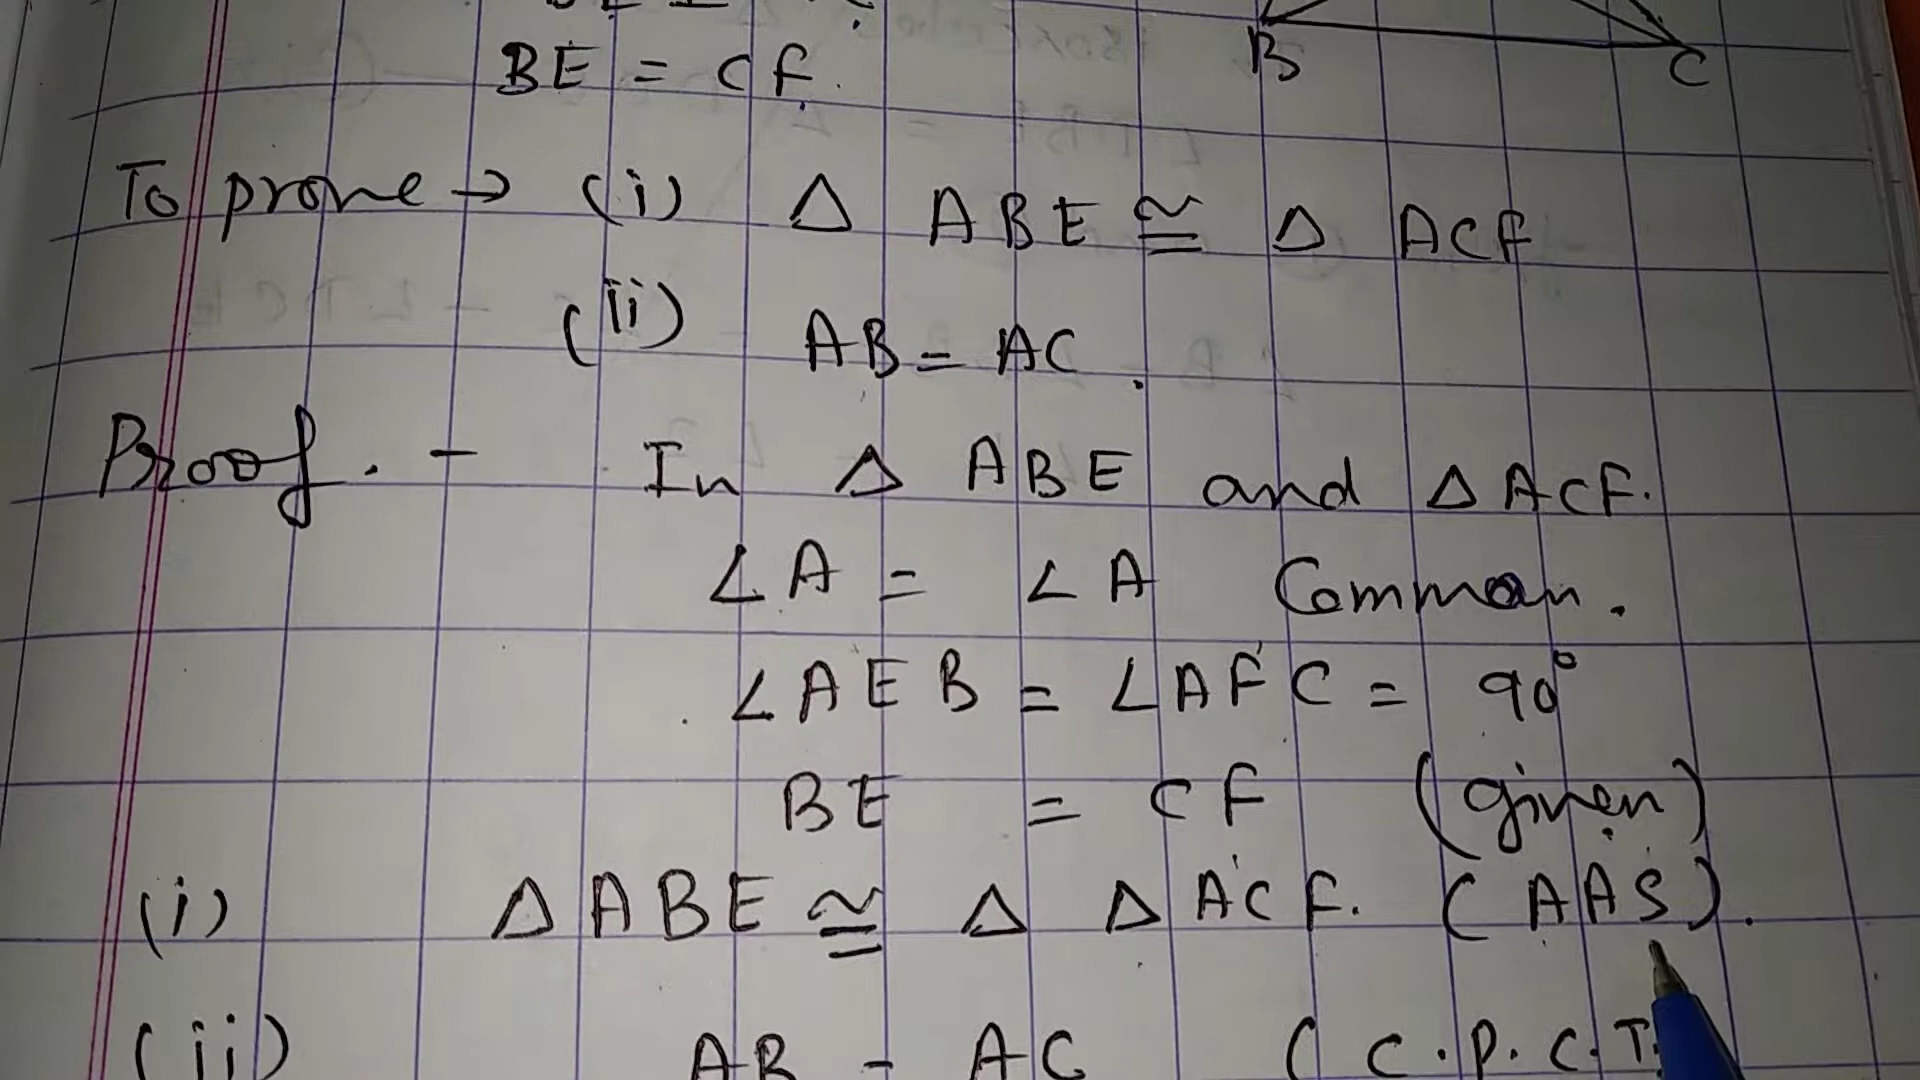 B C
BE = CF.
To prove → (i) Δ ABE ≅ Δ ACF
(ii) AB = AC.
Proof. - In Δ ABE and Δ ACF.
∠A = ∠A Common.
∠AEB = ∠AFC = 90°
BE = CF (given)
(i) Δ ABE ≅ Δ Δ ACF. (AAS).
(ii) AB = AC (C.P.C.T.